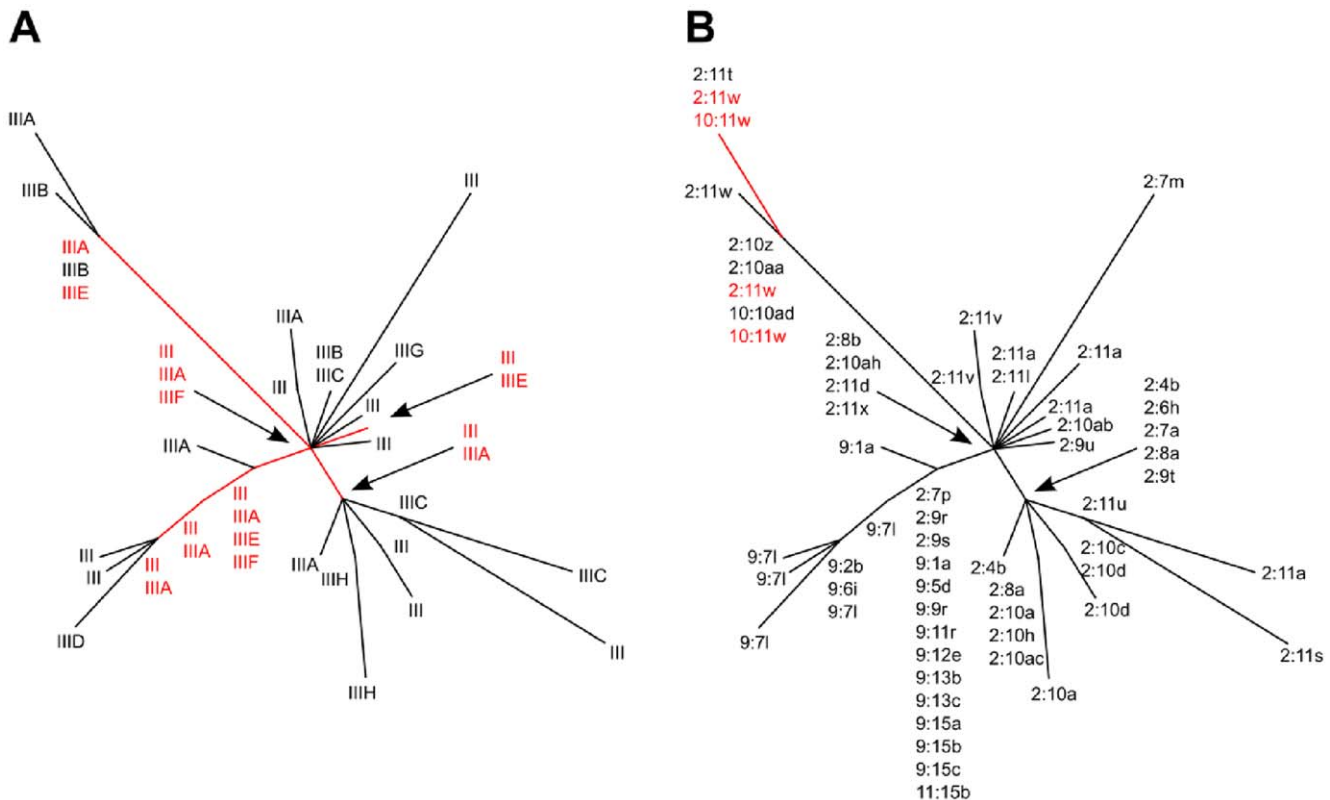 A
IIIA
IIIB
IIIA
IIIB
IIIE
III
IIIA
IIIF
IIIA
III
IIIB
IIIC
III
IIIG
III
III
III
IIIE
III
IIIA
IIIA
III
IIIA
IIIE
IIIF
III
IIIA
III
IIIA
III
III
IIID
IIIA
IIIH
IIIH
III
III
IIIC
IIIC
III
B
2:11t
2:11w
10:11w
2:11w
2:10z
2:10aa
2:11w
10:10ad
10:11w
2:8b
2:10ah
2:11d
2:11x
2:11v
2:11v
2:11a
2:11l
2:7m
2:11a
2:11a
2:10ab
2:9u
2:4b
2:6h
2:7a
2:8a
2:9t
9:1a
2:7p
2:9r
2:9s
9:1a
9:5d
9:9r
9:11r
9:12e
9:13b
9:13c
9:15a
9:15b
9:15c
11:15b
9:7l
9:2b
9:6i
9:7l
9:7l
9:7l
9:7l
2:4b
2:8a
2:10a
2:10h
2:10ac
2:10a
2:10c
2:10d
2:10d
2:11u
2:11a
2:11s